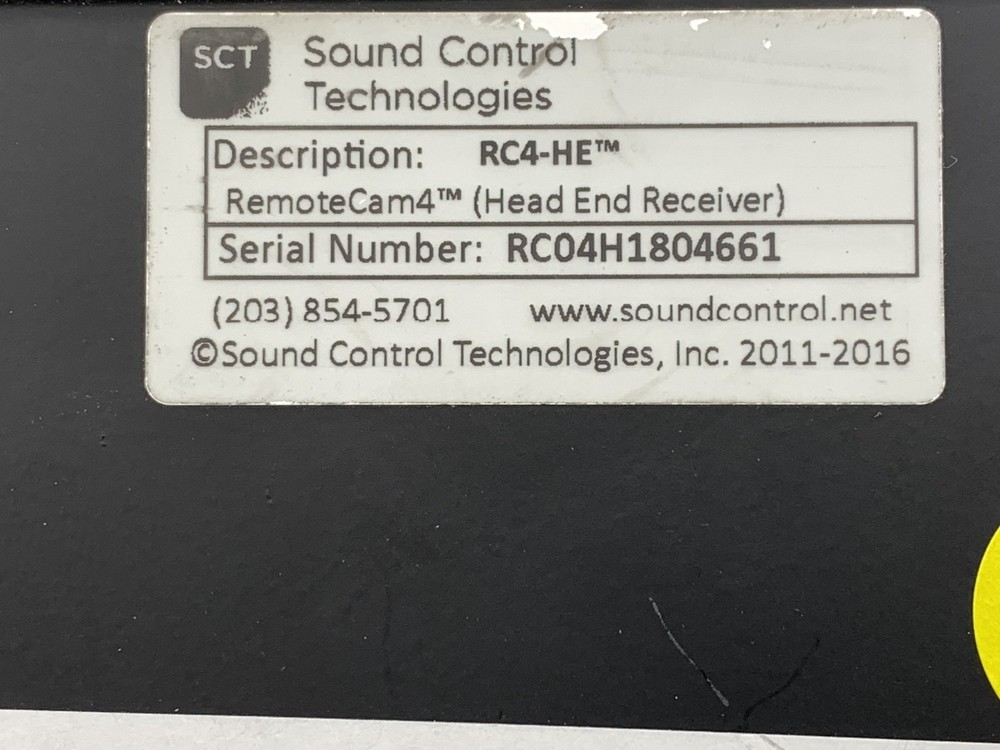 SCT
Sound Control
Technologies
Description: RC4-HE™
RemoteCam4™ (Head End Receiver)
Serial Number: RC04H1804661
(203) 854-5701 www.soundcontrol.net
©Sound Control Technologies, Inc. 2011-2016